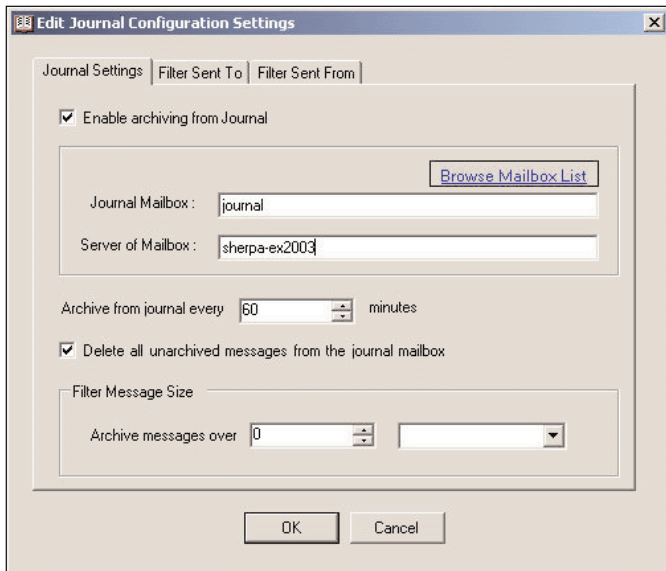 Edit Journal Configuration Settings
Journal Settings Filter Sent To Filter Sent From
Enable archiving from Journal
Browse Mailbox List
Journal Mailbox : journal
Server of Mailbox : sherpa-ex2003
Archive from journal every 60 minutes
Delete all unarchived messages from the journal mailbox
Filter Message Size
Archive messages over 0
OK Cancel